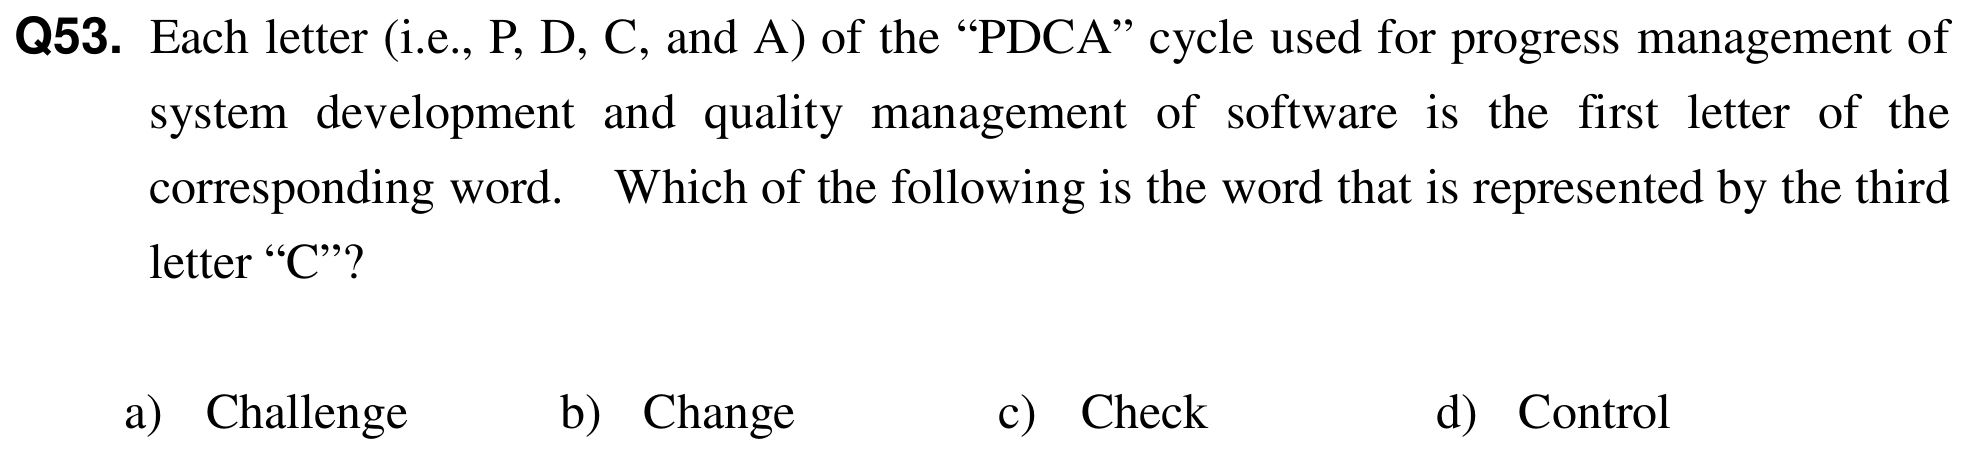 Q53. Each letter (i.e., P, D, C, and A) of the “PDCA” cycle used for progress management of
system development and quality management of software is the first letter of the
corresponding word. Which of the following is the word that is represented by the third
letter “C”?
a) Challenge b) Change c) Check d) Control